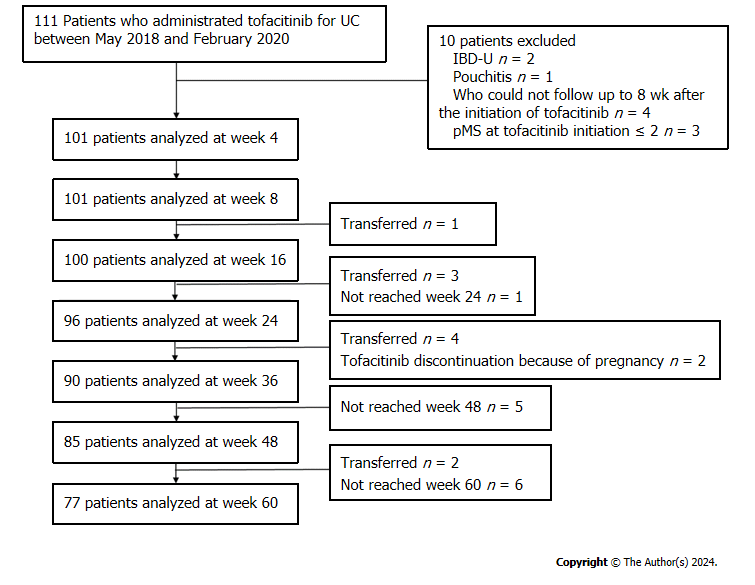 111 Patients who administrated tofacitinib for UC
between May 2018 and February 2020
10 patients excluded
IBD-U n = 2
Pouchitis n = 1
Who could not follow up to 8 wk after
the initiation of tofacitinib n = 4
pMS at tofacitinib initiation ≤ 2 n = 3
101 patients analyzed at week 4
101 patients analyzed at week 8
Transferred n = 1
100 patients analyzed at week 16
Transferred n = 3
Not reached week 24 n = 1
96 patients analyzed at week 24
Transferred n = 4
Tofacitinib discontinuation because of pregnancy n = 2
90 patients analyzed at week 36
Not reached week 48 n = 5
85 patients analyzed at week 48
Transferred n = 2
Not reached week 60 n = 6
77 patients analyzed at week 60
Copyright © The Author(s) 2024.